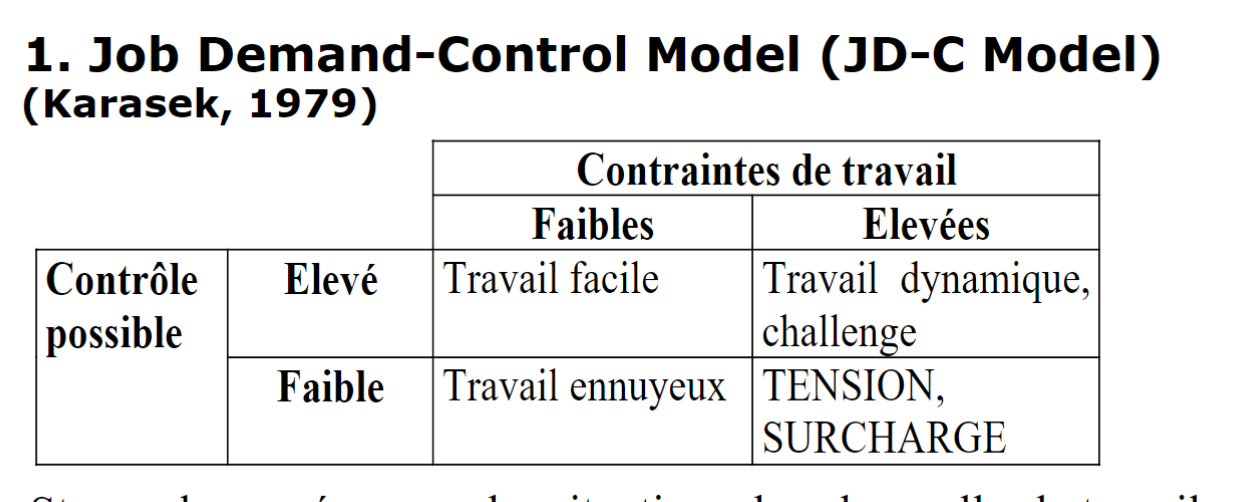 1. Job Demand-Control Model (JD-C Model)
(Karasek, 1979)
Contraintes de travail
Faibles Elevées
Contrôle possible Elevé Travail facile Travail dynamique, challenge
Faible Travail ennuyeux TENSION, SURCHARGE